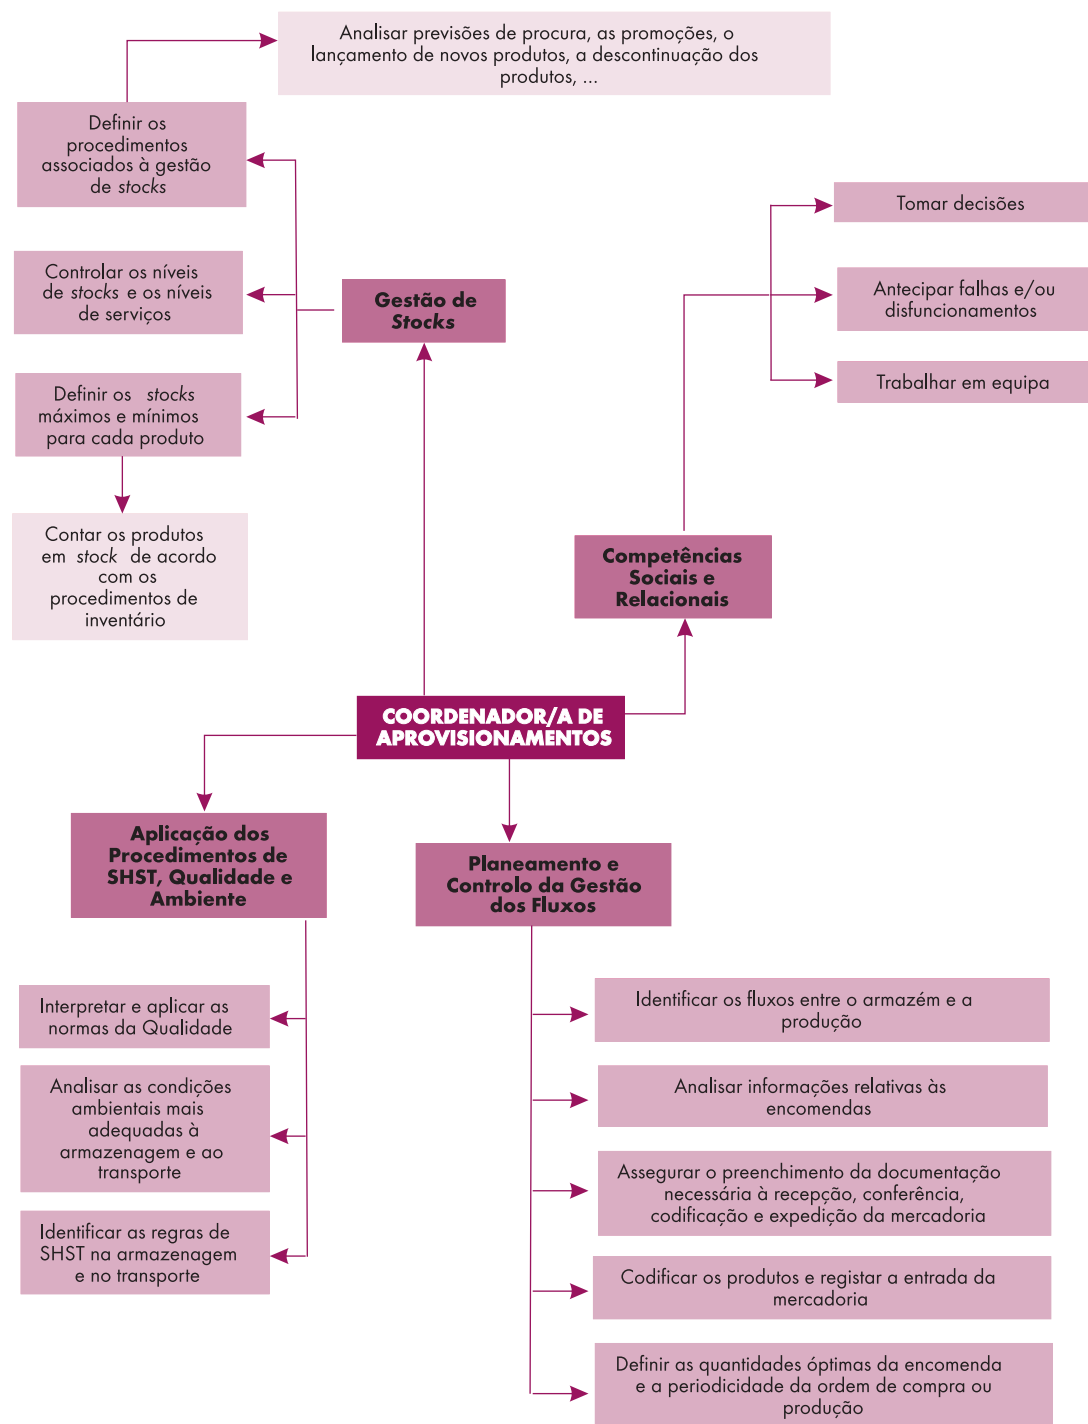 Analisar previsões de procura, as promoções, o
lançamento de novos produtos, a descontinuação dos
produtos, ...
Definir os
procedimentos
associados à gestão
de stocks
Controlar os níveis
de stocks e os níveis
de serviços
Definir os stocks
máximos e mínimos
para cada produto
Contar os produtos
em stock de acordo
com os
procedimentos de
inventário
Gestão de
Stocks
Tomar decisões
Antecipar falhas e/ou
disfuncionamentos
Trabalhar em equipa
Competências
Sociais e
Relacionais
COORDENADOR/A DE
APROVISIONAMENTOS
Aplicação dos
Procedimentos de
SHST, Qualidade e
Ambiente
Interpretar e aplicar as
normas da Qualidade
Analisar as condições
ambientais mais
adequadas à
armazenagem e ao
transporte
Identificar as regras de
SHST na armazenagem
e no transporte
Planeamento e
Controlo da Gestão
dos Fluxos
Identificar os fluxos entre o armazém e a
produção
Analisar informações relativas às
encomendas
Assegurar o preenchimento da documentação
necessária à recepção, conferência,
codificação e expedição da mercadoria
Codificar os produtos e registar a entrada da
mercadoria
Definir as quantidades óptimas da encomenda
e a periodicidade da ordem de compra ou
produção